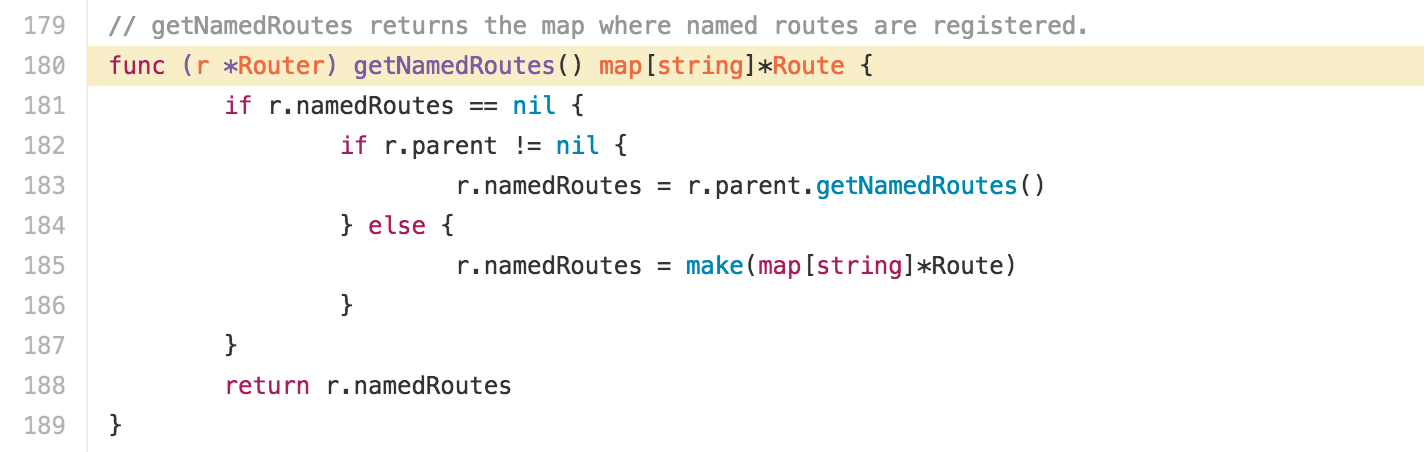 179 // getNamedRoutes returns the map where named routes are registered.
180 func (r *Router) getNamedRoutes() map[string]*Route {
181 if r.namedRoutes == nil {
182 if r.parent != nil {
183 r.namedRoutes = r.parent.getNamedRoutes()
184 } else {
185 r.namedRoutes = make(map[string]*Route)
186 }
187 }
188 return r.namedRoutes
189 }